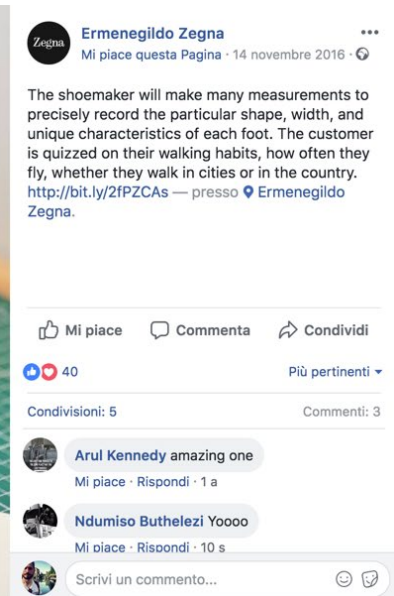 Zegna
Ermenegildo Zegna
Mi piace questa Pagina · 14 novembre 2016 ·
The shoemaker will make many measurements to
precisely record the particular shape, width, and
unique characteristics of each foot. The customer
is quizzed on their walking habits, how often they
fly, whether they walk in cities or in the country.
http://bit.ly/2fPZCAs — presso Ermenegildo
Zegna.
Mi piace Commenta Condividi
40 Più pertinenti
Condivisioni: 5 Commenti: 3
Arul Kennedy amazing one
Mi piace · Rispondi · 1 a
Ndumiso Buthelezi Yoooo
Mi piace · Rispondi · 10 s
Scrivi un commento...